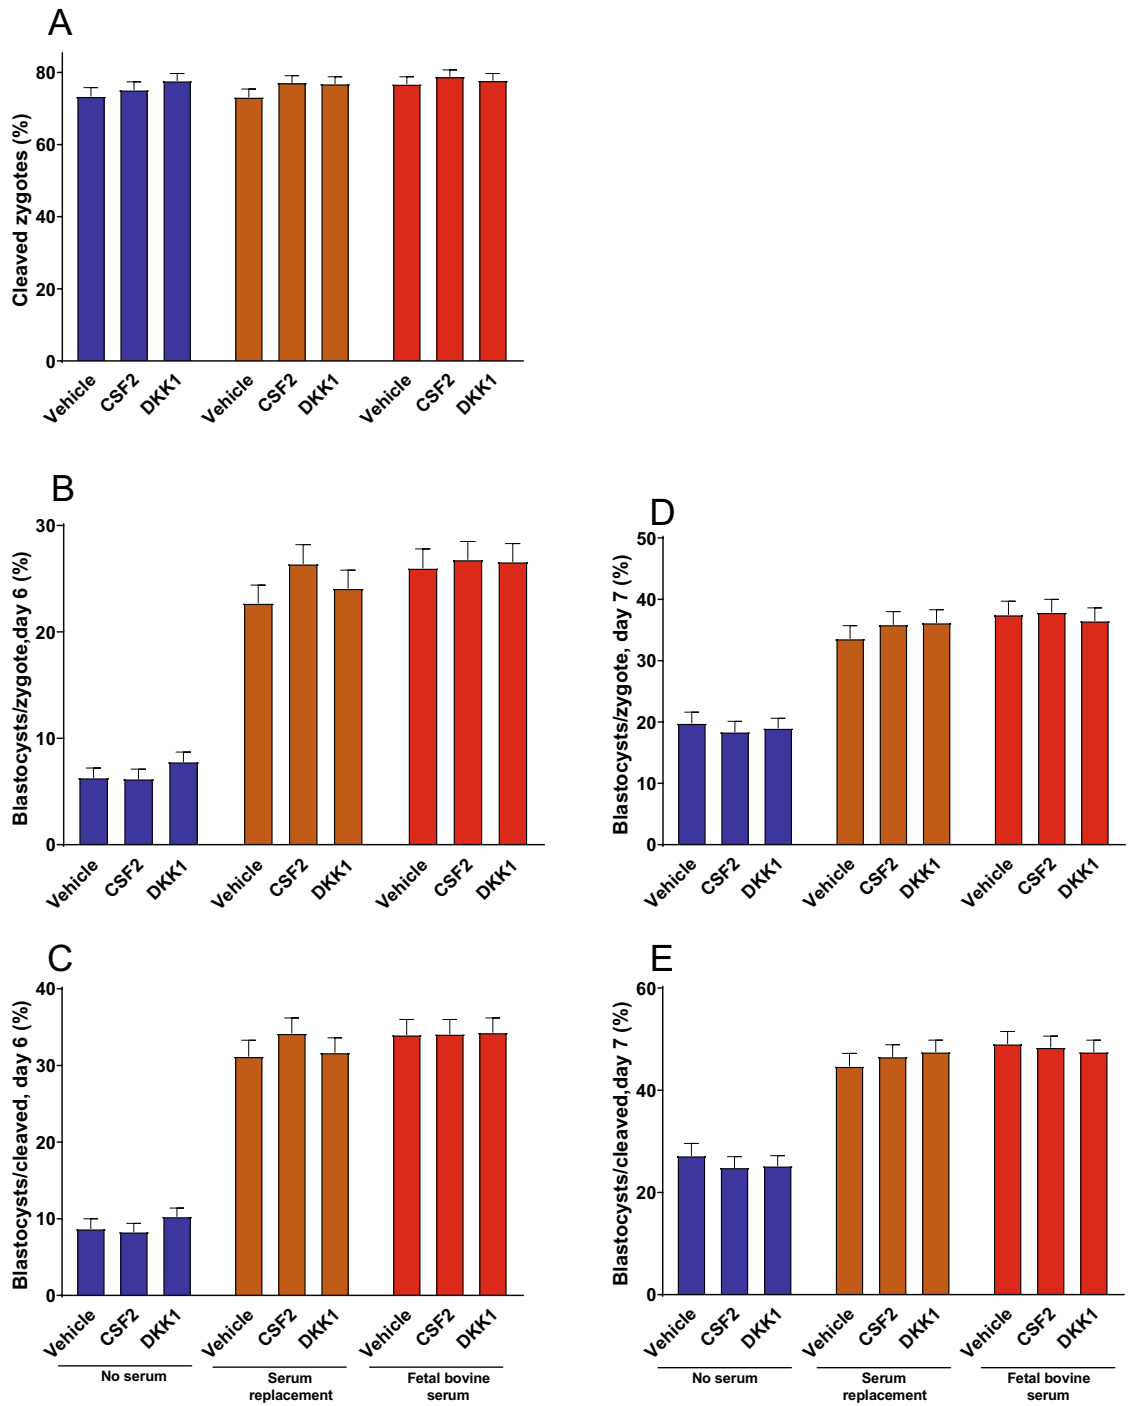 A
Cleaved zygotes (%)
80
60
40
20
0
Vehicle
CSF2
DKK1
Vehicle
CSF2
DKK1
Vehicle
CSF2
DKK1
B
Blastocysts/zygote,day 6 (%)
30
20
10
0
Vehicle
CSF2
DKK1
Vehicle
CSF2
DKK1
Vehicle
CSF2
DKK1
D
Blastocysts/zygote, day 7 (%)
50
40
30
20
10
0
Vehicle
CSF2
DKK1
Vehicle
CSF2
DKK1
Vehicle
CSF2
DKK1
C
Blastocysts/cleaved, day 6 (%)
40
30
20
10
0
Vehicle
CSF2
DKK1
Vehicle
CSF2
DKK1
Vehicle
CSF2
DKK1
No serum
Serum
replacement
Fetal bovine
serum
E
Blastocysts/cleaved,day 7 (%)
60
40
20
0
Vehicle
CSF2
DKK1
Vehicle
CSF2
DKK1
Vehicle
CSF2
DKK1
No serum
Serum
replacement
Fetal bovine
serum